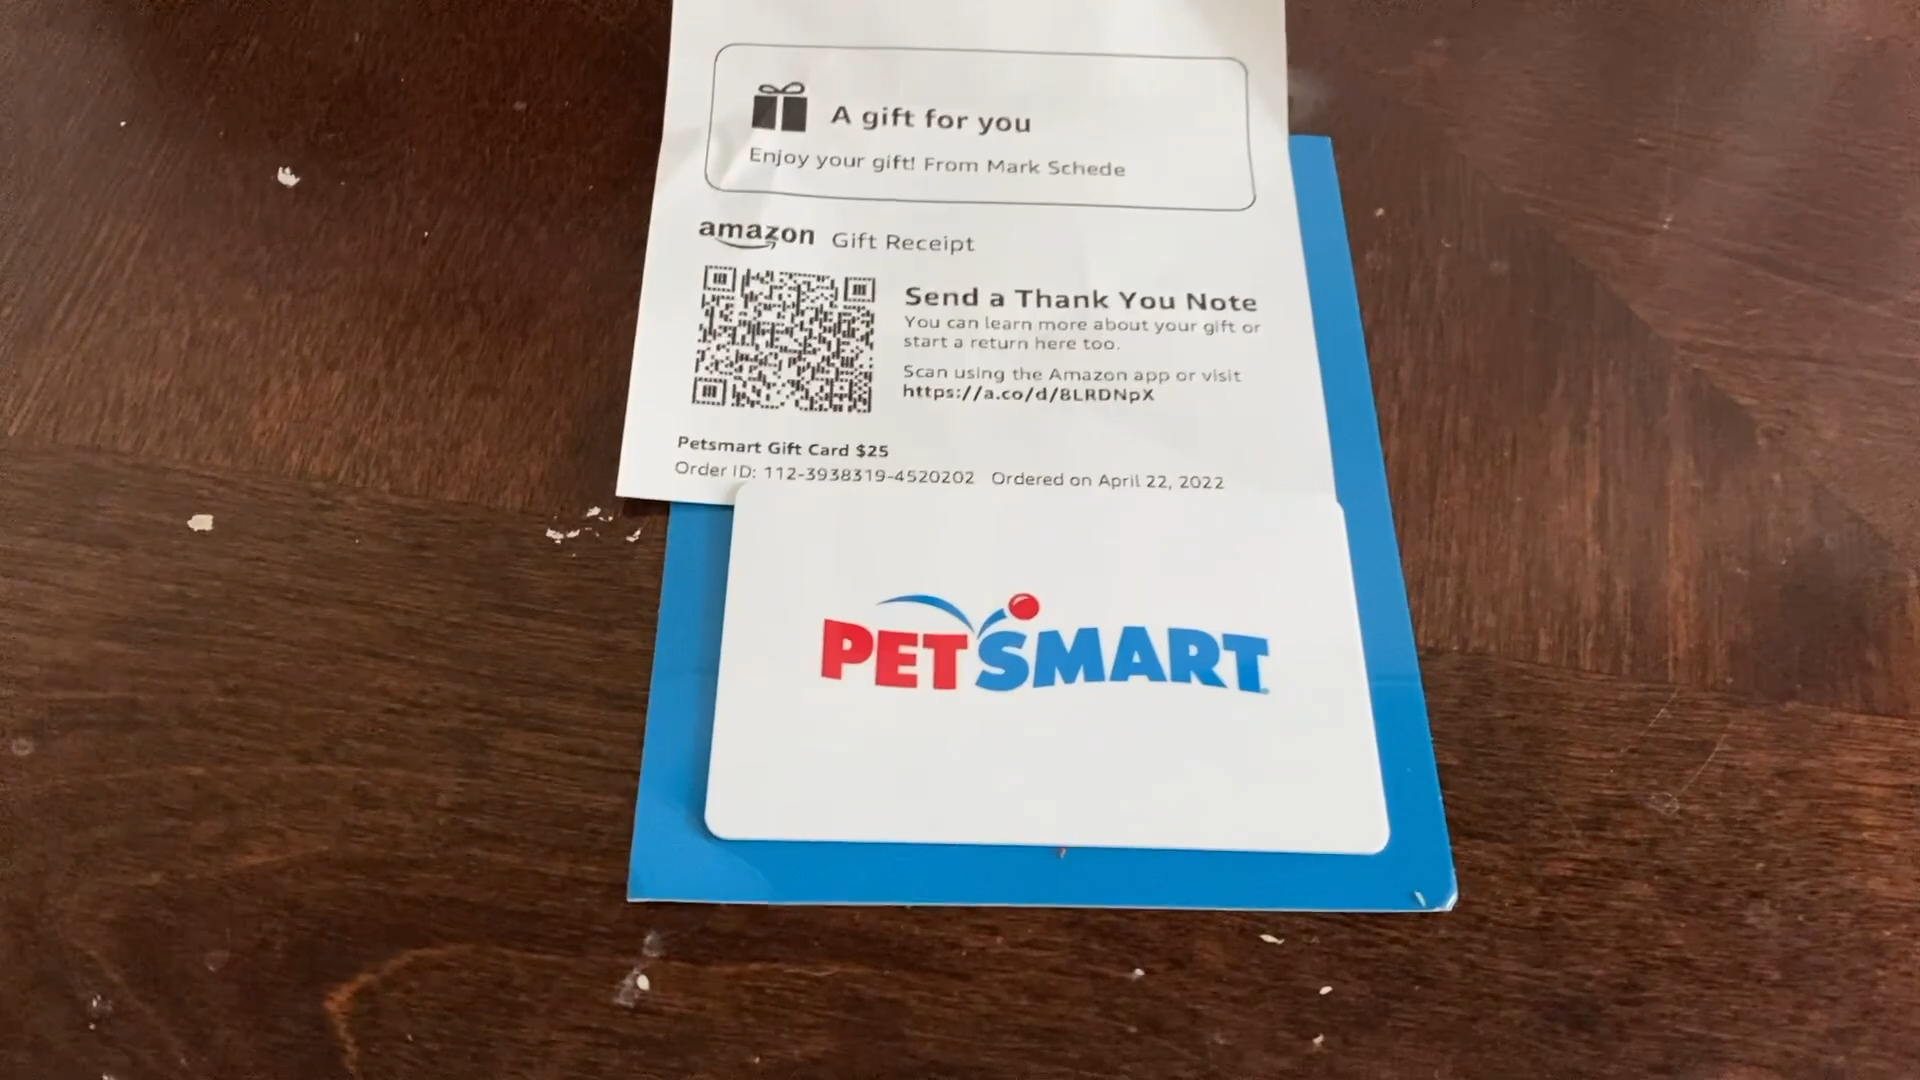 A gift for you
Enjoy your gift! From Mark Schede
amazon Gift Receipt
Send a Thank You Note
You can learn more about your gift or
start a return here too.
Scan using the Amazon app or visit
https://a.co/d/8LRDNpX
Petsmart Gift Card $25
Order ID: 112-3938319-4520202 Ordered on April 22, 2022
PETSMART